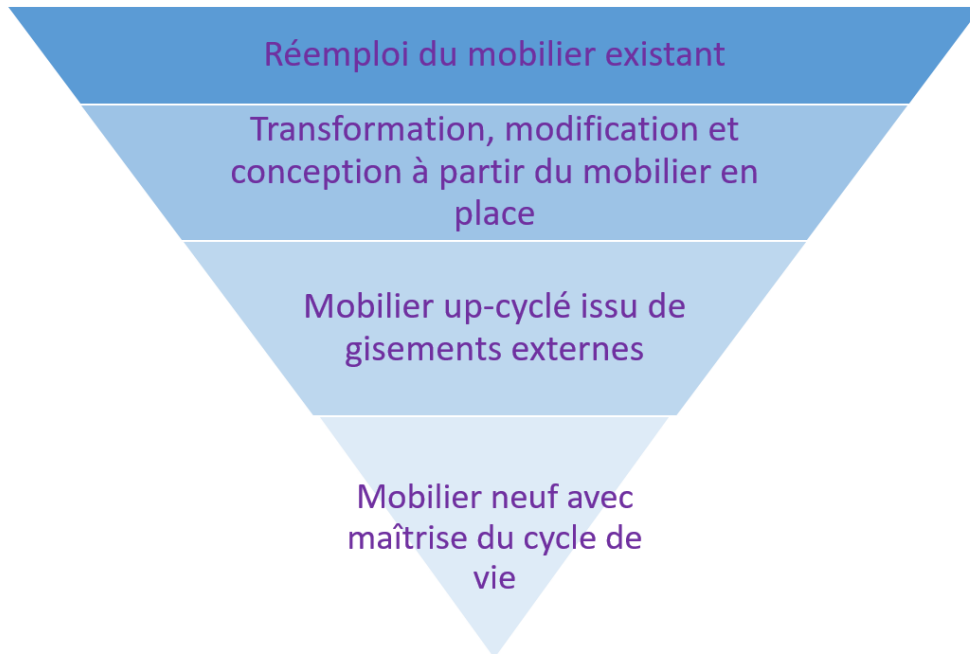 Réemploi du mobilier existant
Transformation, modification et
conception à partir du mobilier en
place
Mobilier up-cyclé issu de
gisements externes
Mobilier neuf avec
maîtrise du cycle de
vie